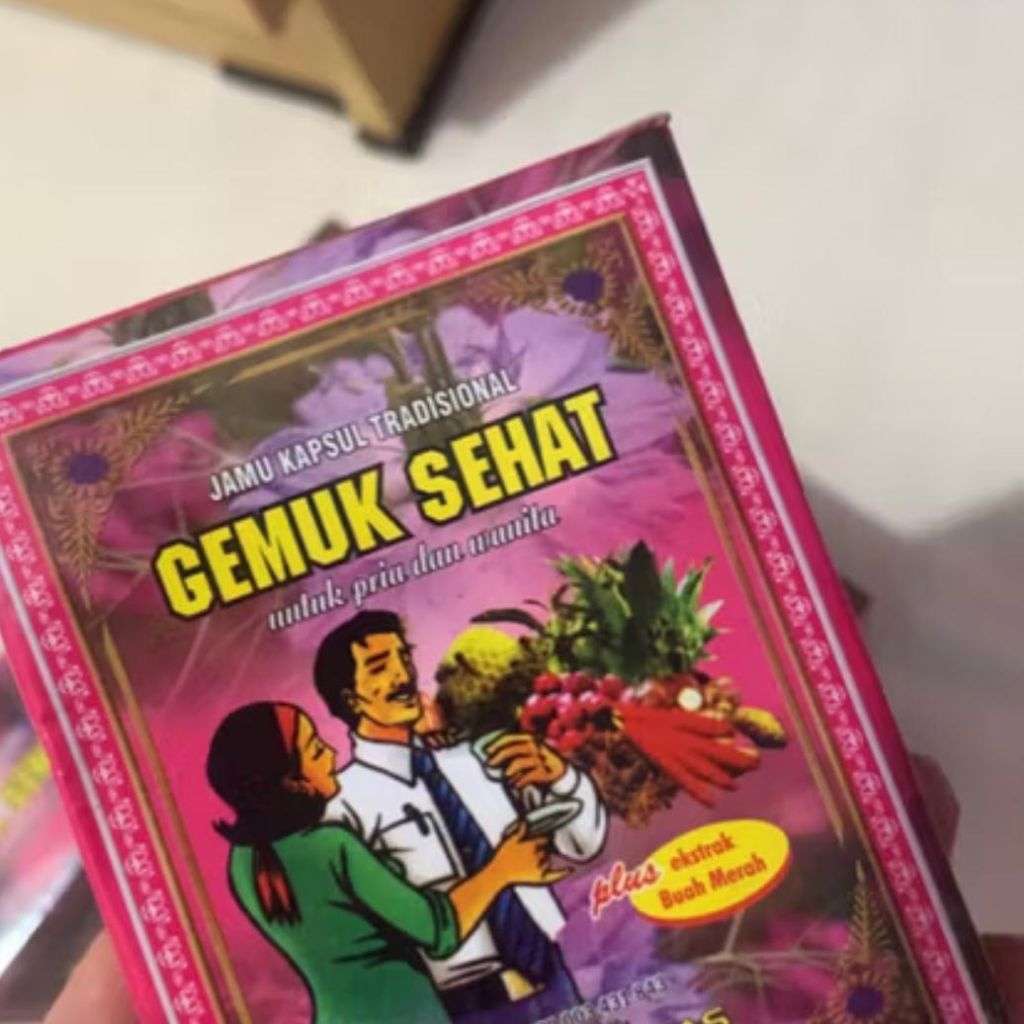 JAMU KAPSUL TRADISIONAL
GEMUK SEHAT
untuk pria dan wanita
plus ekstrak
Buah Merah